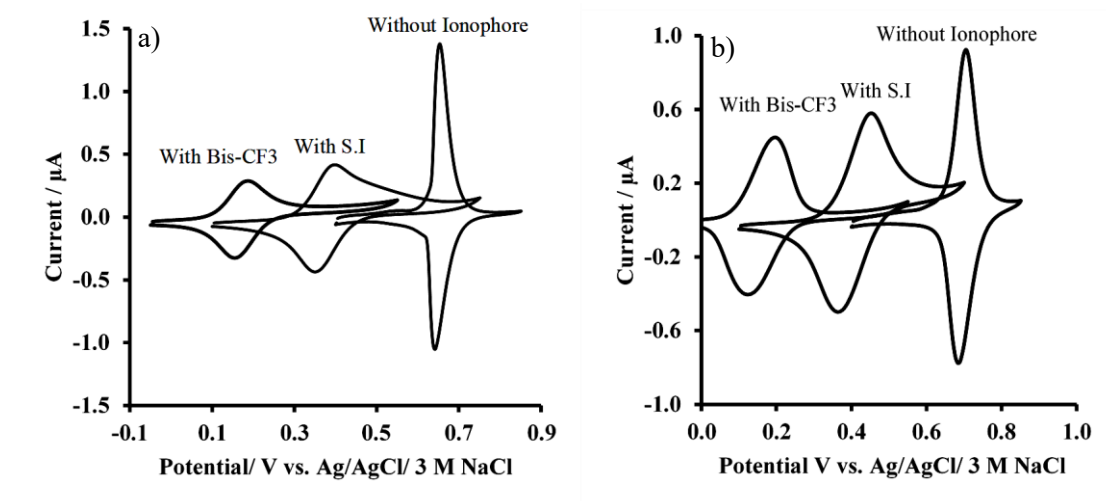 a)
Without Ionophore
With S.I
With Bis-CF3
1.5
1.0
0.5
0.0
-0.5
-1.0
-1.5
Current / µA
-0.1 0.1 0.3 0.5 0.7 0.9
Potential/ V vs. Ag/AgCl/ 3 M NaCl
b)
Without Ionophore
With S.I
With Bis-CF3
1.0
0.6
0.2
-0.2
-0.6
-1.0
Current / µA
0.0 0.2 0.4 0.6 0.8 1.0
Potential V vs. Ag/AgCl/ 3 M NaCl